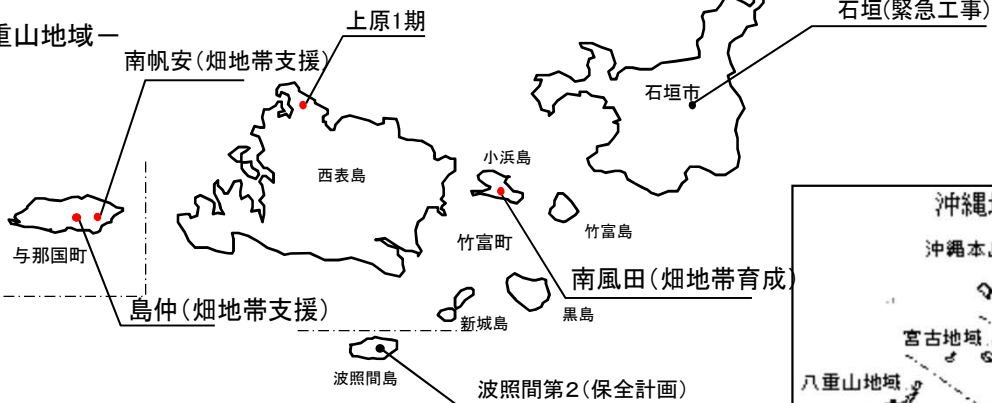 重山地域－
上原1期
石垣(緊急工事)
南帆安(畑地帯支援)
石垣市
小浜島
西表島
竹富島
竹富町
与那国町
南風田(畑地帯育成)
島仲(畑地帯支援)
新城島
黒島
波照間島
波照間第2(保全計画)
沖縄
沖縄本
宮古地域
八重山地域